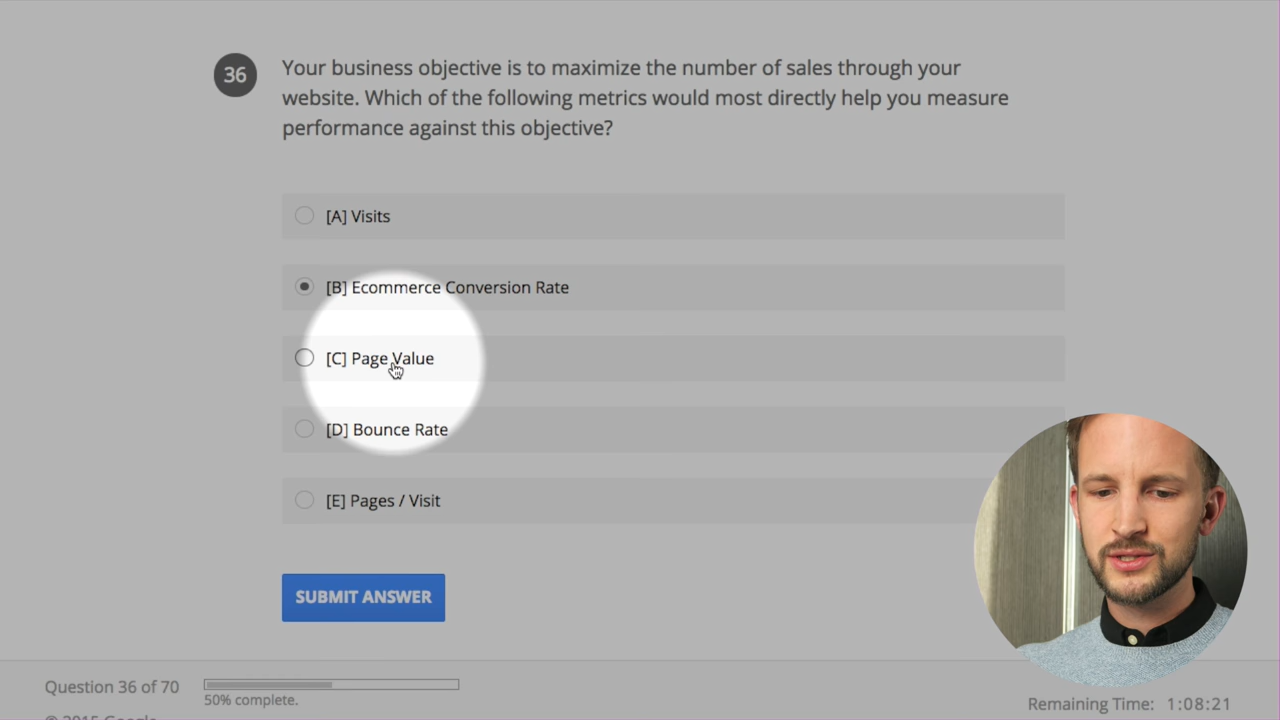 36
Your business objective is to maximize the number of sales through your
website. Which of the following metrics would most directly help you measure
performance against this objective?
[A] Visits
[B] Ecommerce Conversion Rate
[C] Page Value
[D] Bounce Rate
[E] Pages / Visit
SUBMIT ANSWER
Question 36 of 70
50% complete.
Remaining Time: 1:08:21
© 2015 Google